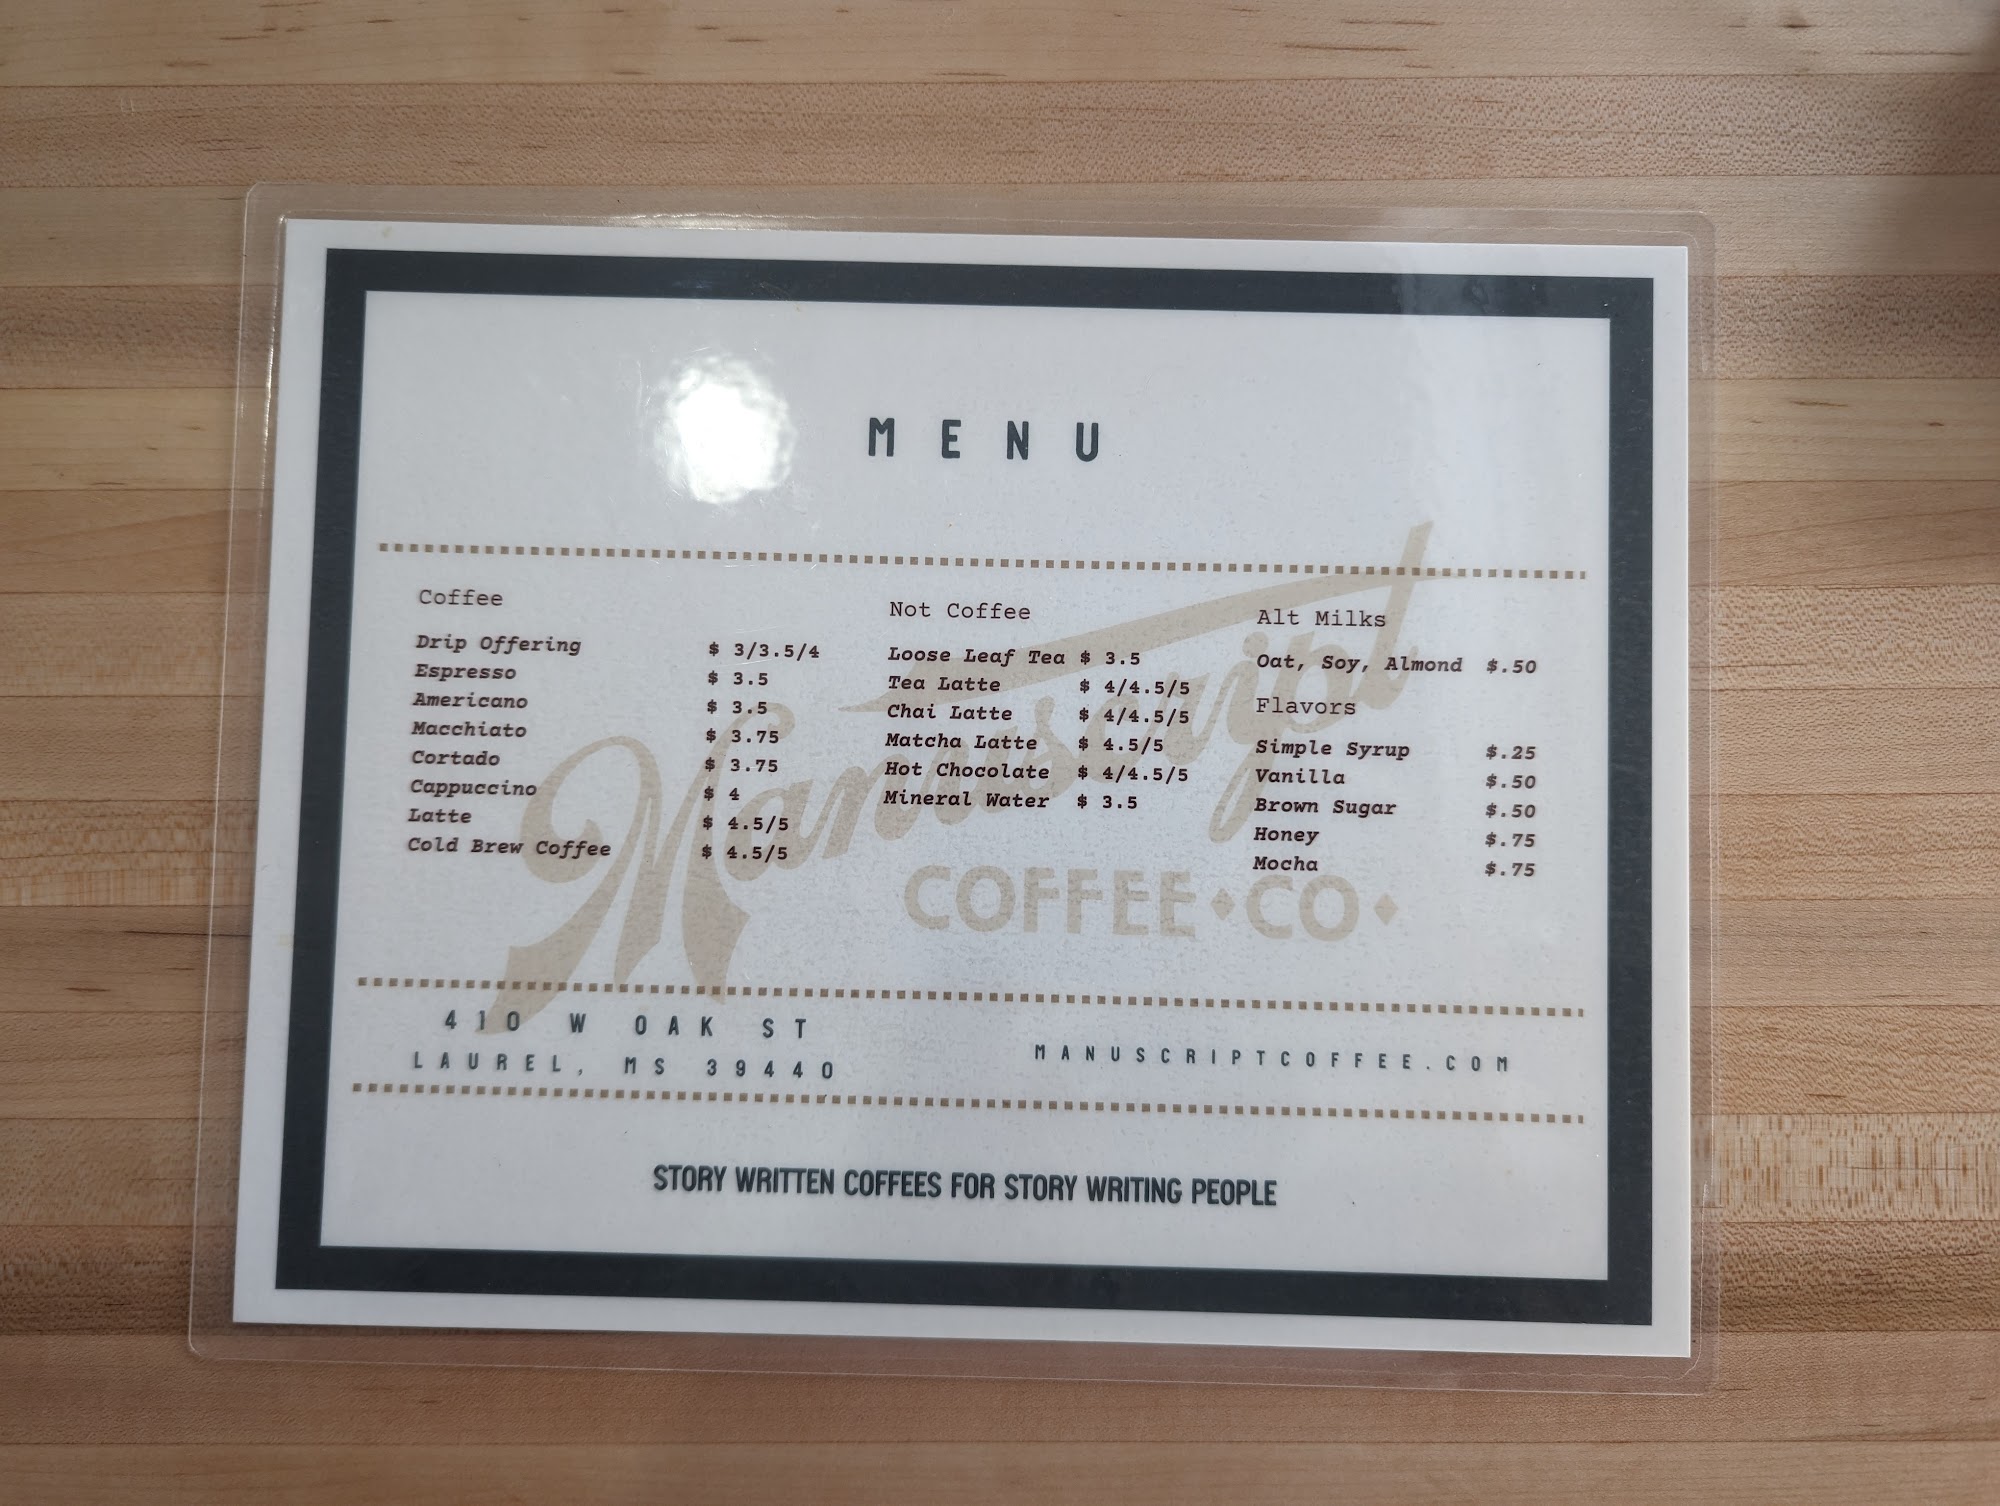 MENU
Coffee
Drip Offering $ 3/3.5/4
Espresso $ 3.5
Americano $ 3.5
Macchiato $ 3.75
Cortado $ 3.75
Cappuccino $ 4
Latte $ 4.5/5
Cold Brew Coffee $ 4.5/5
Not Coffee
Loose Leaf Tea $ 3.5
Tea Latte $ 4/4.5/5
Chai Latte $ 4/4.5/5
Matcha Latte $ 4.5/5
Hot Chocolate $ 4/4.5/5
Mineral Water $ 3.5
Alt Milks
Oat, Soy, Almond $.50
Flavors
Simple Syrup $.25
Vanilla $.50
Brown Sugar $.50
Honey $.75
Mocha $.75
Manuscript
COFFEE CO
410 W OAK ST
LAUREL, MS 39440
MANUSCRIPTCOFFEE.COM
STORY WRITTEN COFFEES FOR STORY WRITING PEOPLE